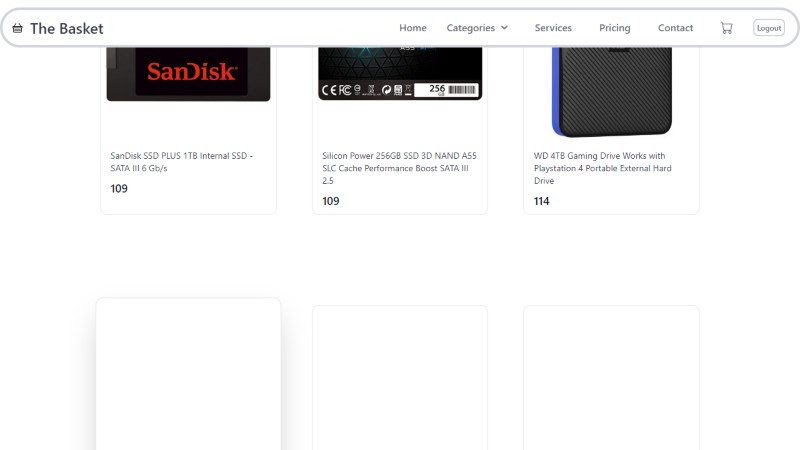 The Basket
Home
Categories
Services
Pricing
Contact
Logout
SanDisk
A55
256
GB
SanDisk SSD PLUS 1TB Internal SSD -
SATA III 6 Gb/s
109
Silicon Power 256GB SSD 3D NAND A55
SLC Cache Performance Boost SATA III
2.5
109
WD 4TB Gaming Drive Works with
Playstation 4 Portable External Hard
Drive
114